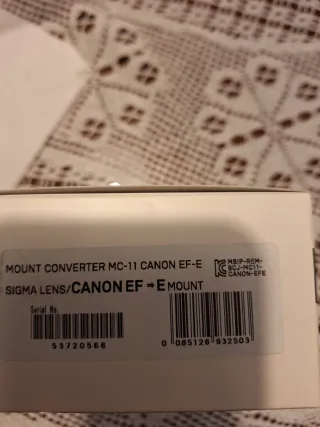 MOUNT CONVERTER MC-11 CANON EF-E
MSIP-REM-
SCJ-MC11-
CANON-EFE
SIGMA LENS/CANON EF ➡ E MOUNT
Serial No.
53720566
0 085126 932503